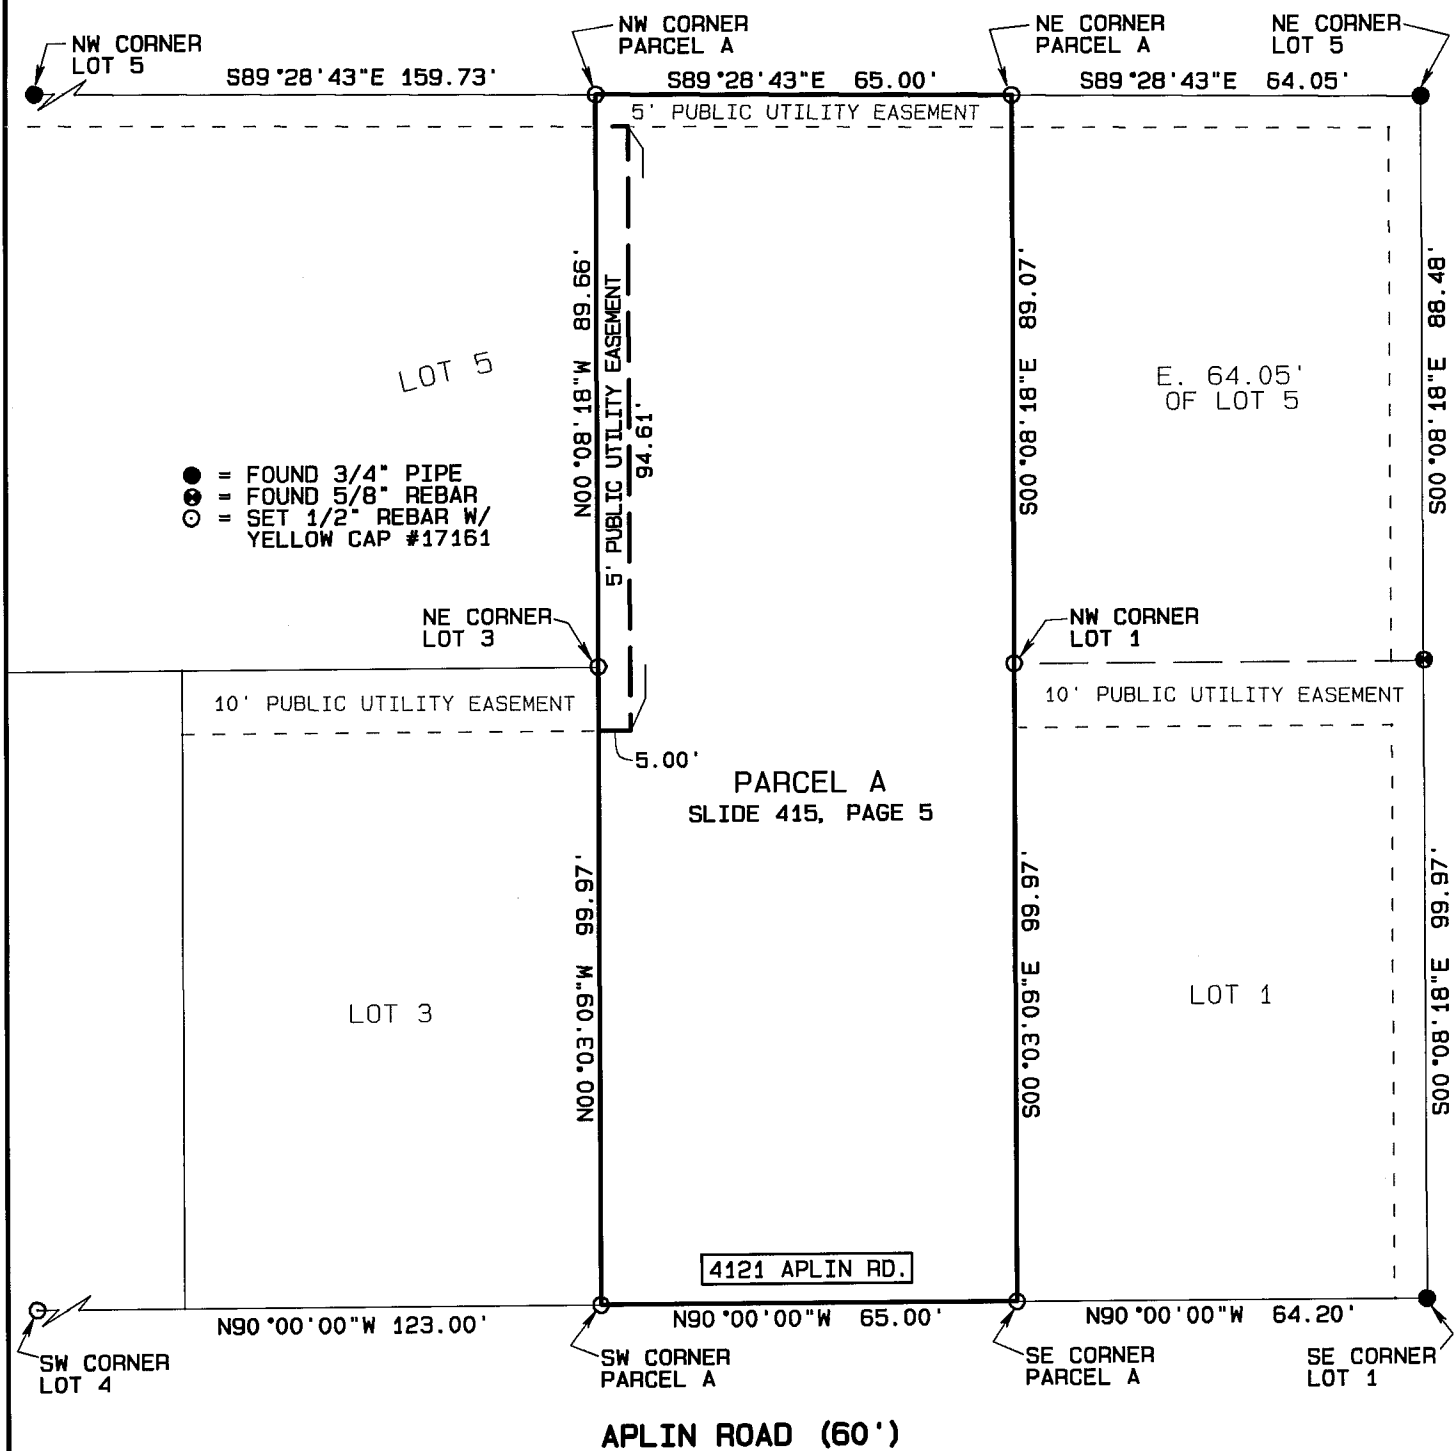 NW CORNER
LOT 5
NW CORNER
PARCEL A
NE CORNER
PARCEL A
NE CORNER
LOT 5
S89°28'43"E 159.73'
S89°28'43"E 65.00'
S89°28'43"E 64.05'
5' PUBLIC UTILITY EASEMENT
N00°08'18"W 89.66'
5' PUBLIC UTILITY EASEMENT
94.61'
S00°08'18"E 89.07'
S00°08'18"E 88.48'
LOT 5
E. 64.05'
OF LOT 5
= FOUND 3/4" PIPE
= FOUND 5/8" REBAR
= SET 1/2" REBAR W/
YELLOW CAP #17161
NE CORNER
LOT 3
NW CORNER
LOT 1
10' PUBLIC UTILITY EASEMENT
10' PUBLIC UTILITY EASEMENT
5.00'
PARCEL A
SLIDE 415, PAGE 5
N00°03'09"W 99.97'
S00°03'09"E 99.97'
S00°08'18"E 99.97'
LOT 3
LOT 1
4121 APLIN RD.
N90°00'00"W 123.00'
N90°00'00"W 65.00'
N90°00'00"W 64.20'
SW CORNER
LOT 4
SW CORNER
PARCEL A
SE CORNER
PARCEL A
SE CORNER
LOT 1
APLIN ROAD (60')